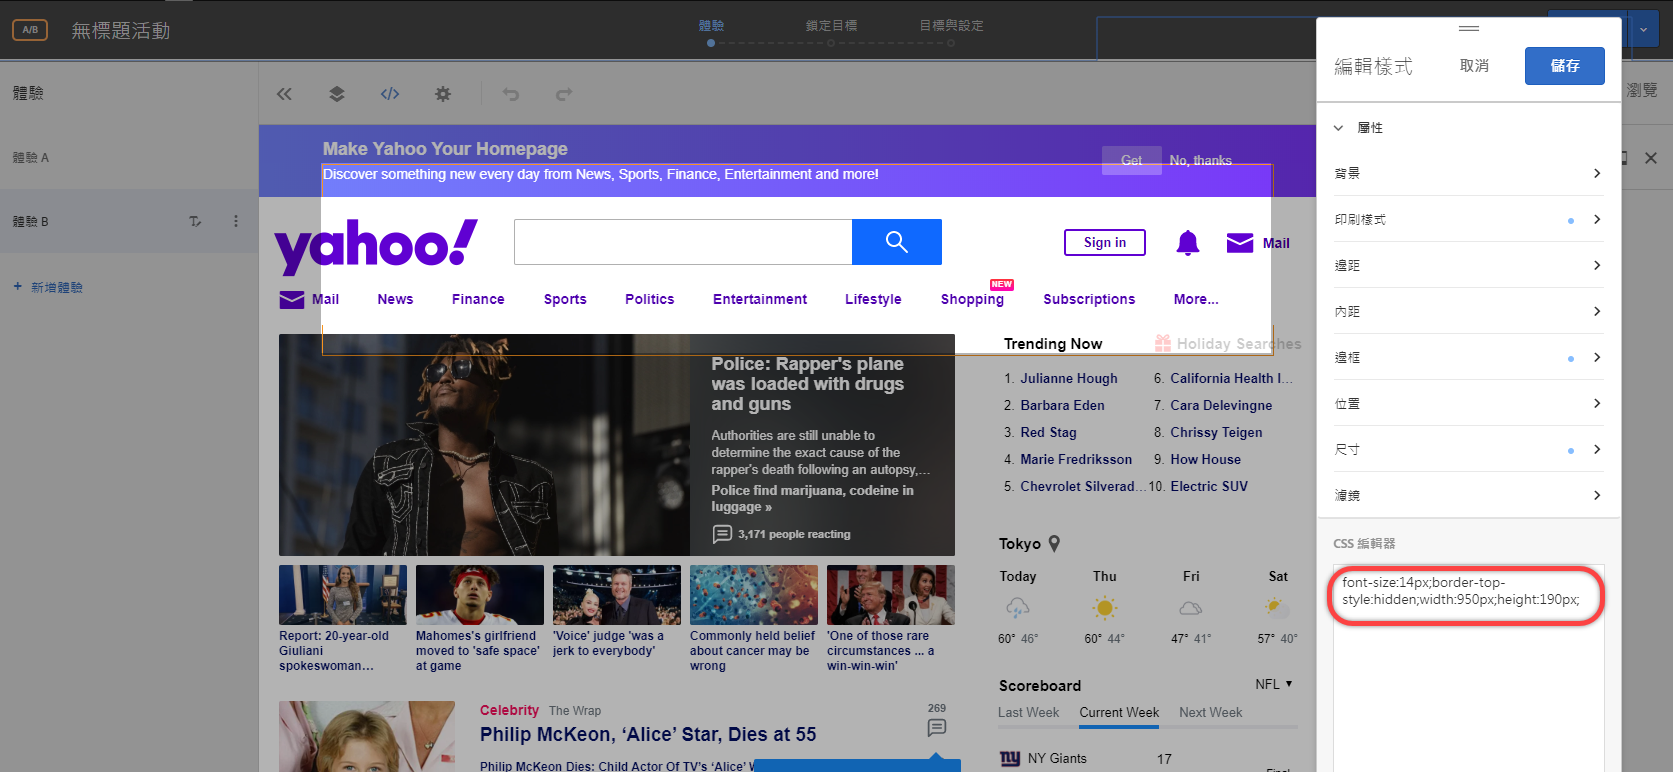 A/B
無標題活動
體驗
鎖定目標
目標與設定
體驗
體驗 A
體驗 B
+ 新增體驗
Make Yahoo Your Homepage
Discover something new every day from News, Sports, Finance, Entertainment and more!
Get
No, thanks
yahoo!
Sign in
Mail
Mail
News
Finance
Sports
Politics
Entertainment
Lifestyle
Shopping
NEW
Subscriptions
More...
Police: Rapper's plane
was loaded with drugs
and guns
Authorities are still unable to
determine the exact cause of the
rapper's death following an autopsy,...
Police find marijuana, codeine in
luggage »
3,171 people reacting
Report: 20-year-old
Giuliani
spokeswoman...
Mahomes's girlfriend
moved to 'safe space'
at game
'Voice' judge 'was a
jerk to everybody'
Commonly held belief
about cancer may be
wrong
'One of those rare
circumstances ... a
win-win-win'
Celebrity The Wrap
269
Philip McKeon, ‘Alice’ Star, Dies at 55
Philip McKeon Dies: Child Actor Of TV’s ‘Alice’
Trending Now
Holiday Searches
1. Julianne Hough
2. Barbara Eden
3. Red Stag
4. Marie Fredriksson
5. Chevrolet Silverad...
6. California Health I...
7. Cara Delevingne
8. Chrissy Teigen
9. How House
10. Electric SUV
Tokyo
Today
Thu
Fri
Sat
60° 46°
60° 44°
47° 41°
57° 40°
Scoreboard
NFL
Last Week
Current Week
Next Week
NY Giants
17
瀏覽
編輯樣式
取消
儲存
屬性
背景
印刷樣式
邊距
內距
邊框
位置
尺寸
濾鏡
CSS 編輯器
font-size:14px;border-top-
style:hidden;width:950px;height:190px;